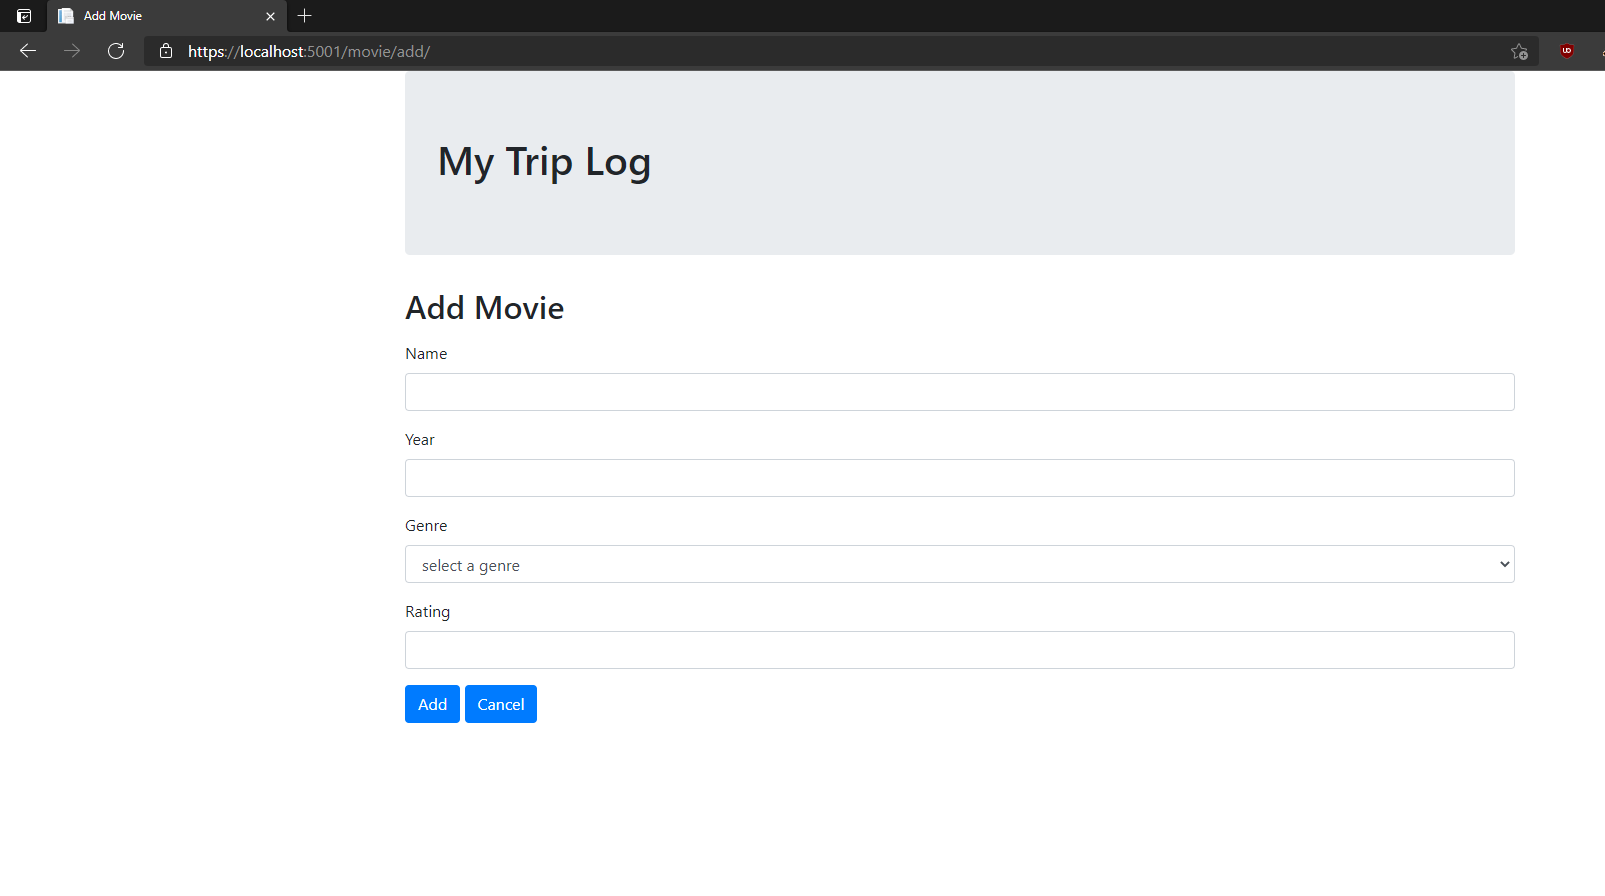 Add Movie
https://localhost:5001/movie/add/
My Trip Log
Add Movie
Name
Year
Genre
select a genre
Rating
Add Cancel